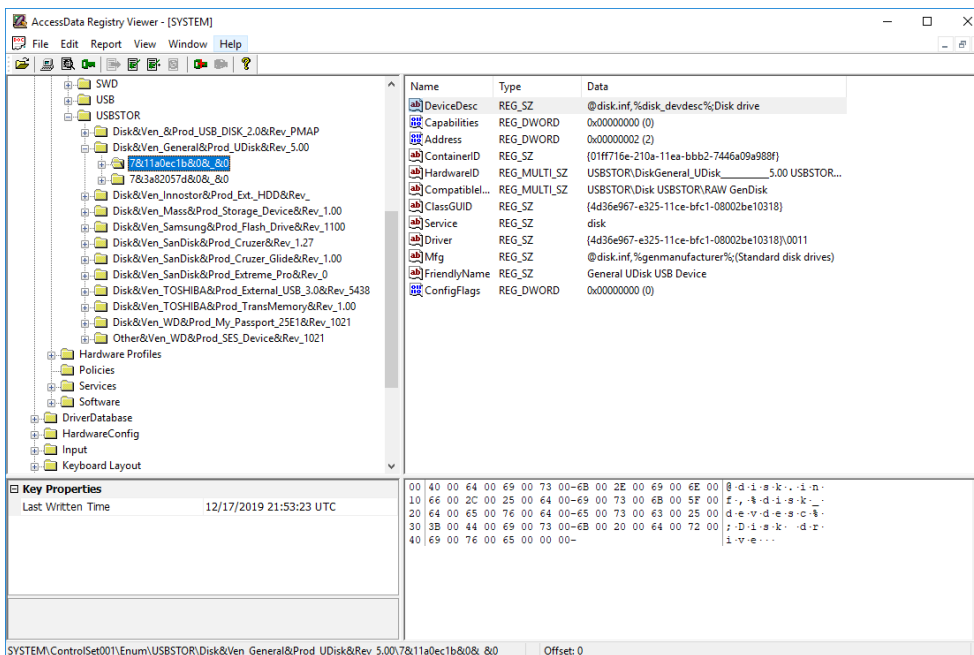 AccessData Registry Viewer - [SYSTEM]
File Edit Report View Window Help
SWD
USB
USBSTOR
Disk&Ven_&Prod_USB_DISK_2.0&Rev_PMAP
Disk&Ven_General&Prod_UDisk&Rev_5.00
7&11a0ec1b&0&_&0
7&3a82057d&0&_&0
Disk&Ven_Innostor&Prod_Ext._HDD&Rev_
Disk&Ven_Mass&Prod_Storage_Device&Rev_1.00
Disk&Ven_Samsung&Prod_Flash_Drive&Rev_1100
Disk&Ven_SanDisk&Prod_Cruzer&Rev_1.27
Disk&Ven_SanDisk&Prod_Cruzer_Glide&Rev_1.00
Disk&Ven_SanDisk&Prod_Extreme_Pro&Rev_0
Disk&Ven_TOSHIBA&Prod_External_USB_3.0&Rev_5438
Disk&Ven_TOSHIBA&Prod_TransMemory&Rev_1.00
Disk&Ven_WD&Prod_My_Passport_25E1&Rev_1021
Other&Ven_WD&Prod_SES_Device&Rev_1021
Hardware Profiles
Policies
Services
Software
DriverDatabase
HardwareConfig
Input
Keyboard Layout
Name Type Data
DeviceDesc REG_SZ @disk.inf,%disk_devdesc%;Disk drive
Capabilities REG_DWORD 0x00000000 (0)
Address REG_DWORD 0x00000002 (2)
ContainerID REG_SZ {01ff716e-210a-11ea-bbb2-7446a09a988f}
HardwareID REG_MULTI_SZ USBSTOR\DiskGeneral_UDisk___________5.00 USBSTOR...
CompatibleI... REG_MULTI_SZ USBSTOR\Disk USBSTOR\RAW GenDisk
ClassGUID REG_SZ {4d36e967-e325-11ce-bfc1-08002be10318}
Service REG_SZ disk
Driver REG_SZ {4d36e967-e325-11ce-bfc1-08002be10318}\0011
Mfg REG_SZ @disk.inf,%genmanufacturer%;(Standard disk drives)
FriendlyName REG_SZ General UDisk USB Device
ConfigFlags REG_DWORD 0x00000000 (0)
Key Properties
Last Written Time 12/17/2019 21:53:23 UTC
00 40 00 64 00 69 00 73 00-6B 00 2E 00 69 00 6E 00 @·d·i·s·k·.·i·n·
10 66 00 2C 00 25 00 64 00-69 00 73 00 6B 00 5F 00 f·,·%·d·i·s·k·_·
20 64 00 65 00 76 00 64 00-65 00 73 00 63 00 25 00 d·e·v·d·e·s·c·%·
30 3B 00 44 00 69 00 73 00-6B 00 20 00 64 00 72 00 ;·D·i·s·k· ·d·r·
40 69 00 76 00 65 00 00 00- i·v·e···
SYSTEM\ControlSet001\Enum\USBSTOR\Disk&Ven_General&Prod_UDisk&Rev_5.00\7&11a0ec1b&0&_&0 Offset: 0